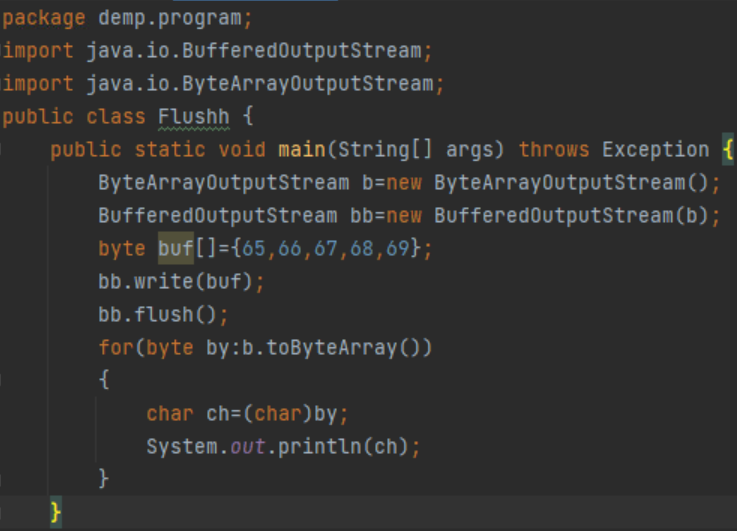 package demp.program;
import java.io.BufferedOutputStream;
import java.io.ByteArrayOutputStream;
public class Flushh {
    public static void main(String[] args) throws Exception {
        ByteArrayOutputStream b=new ByteArrayOutputStream();
        BufferedOutputStream bb=new BufferedOutputStream(b);
        byte buf[]={65,66,67,68,69};
        bb.write(buf);
        bb.flush();
        for(byte by:b.toByteArray())
        {
            char ch=(char)by;
            System.out.println(ch);
        }
    }